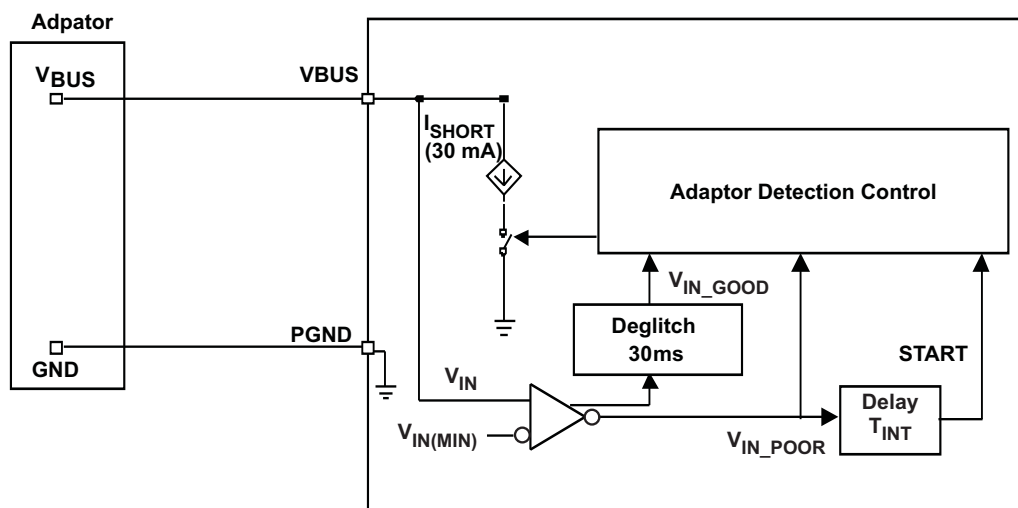 Adpator
VBUS
VBUS
ISHORT
(30 mA)
Adaptor Detection Control
VIN_GOOD
Deglitch
30ms
PGND
GND
START
VIN
VIN(MIN)
VIN_POOR
Delay
TINT